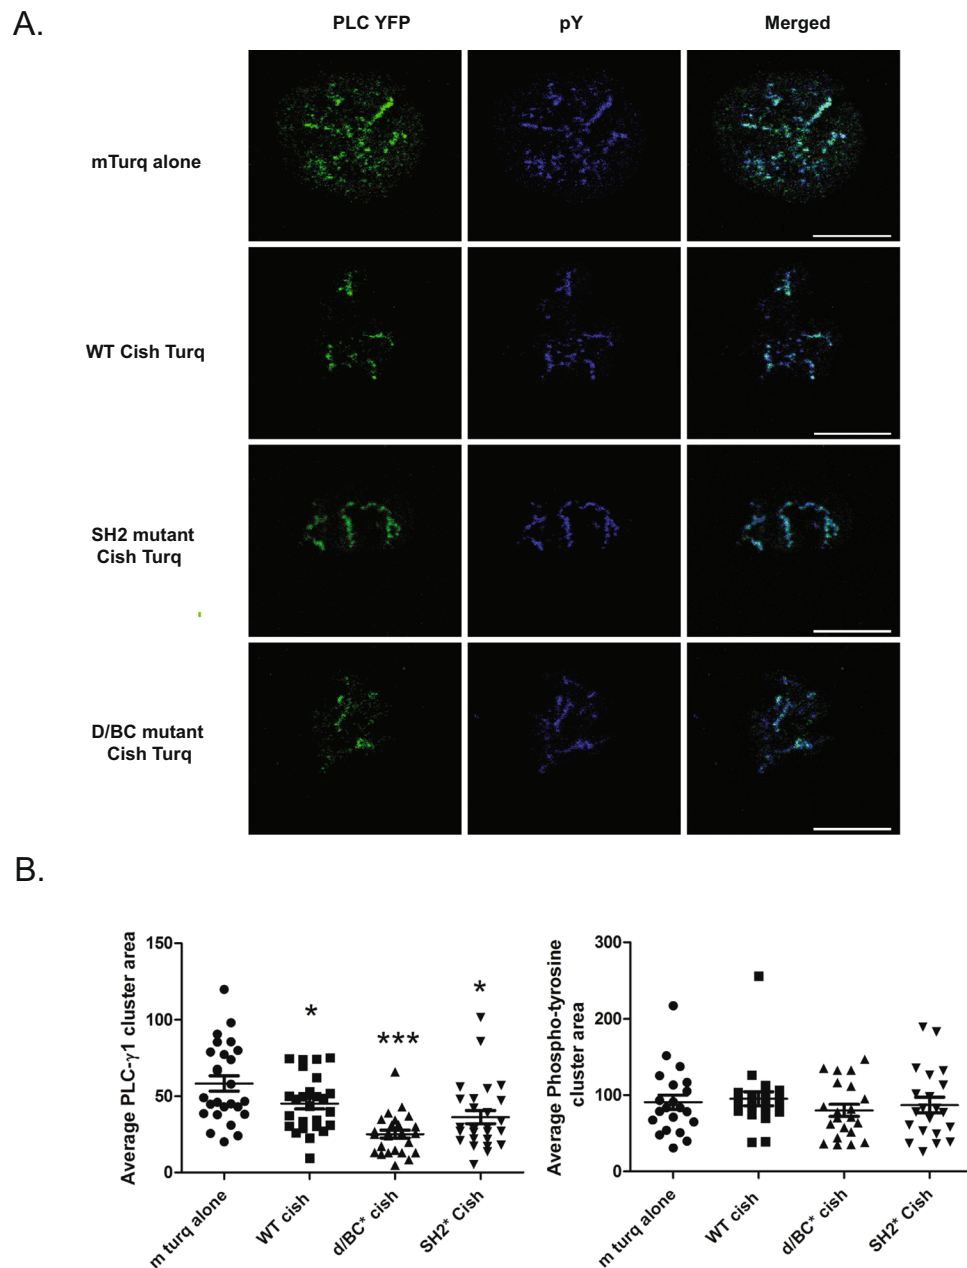 A.
PLC YFP pY Merged
mTurq alone
WT Cish Turq
SH2 mutant
Cish Turq
D/BC mutant
Cish Turq
B.
Average PLC-γ1 cluster area
150
100
50
0
*
***
*
m turq alone
WT cish
d/BC* cish
SH2* Cish
Average Phospho-tyrosine
cluster area
300
200
100
0
m turq alone
WT cish
d/BC* cish
SH2* Cish